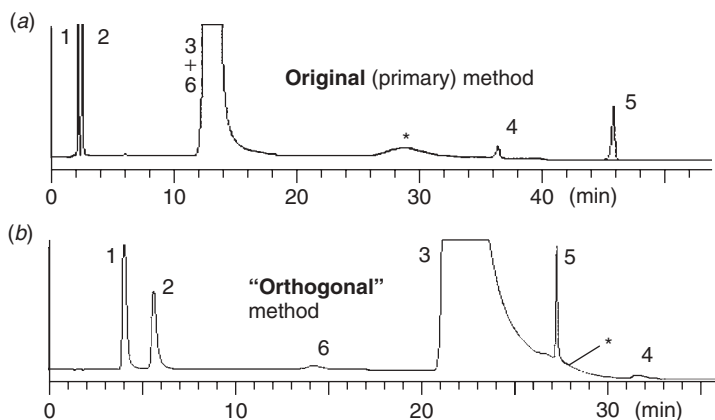 (a)
1 2 3 + 6 Original (primary) method * 4 5
0 10 20 30 40 (min)
(b)
1 2 "Orthogonal" method 6 3 5 * 4
0 10 20 30 (min)